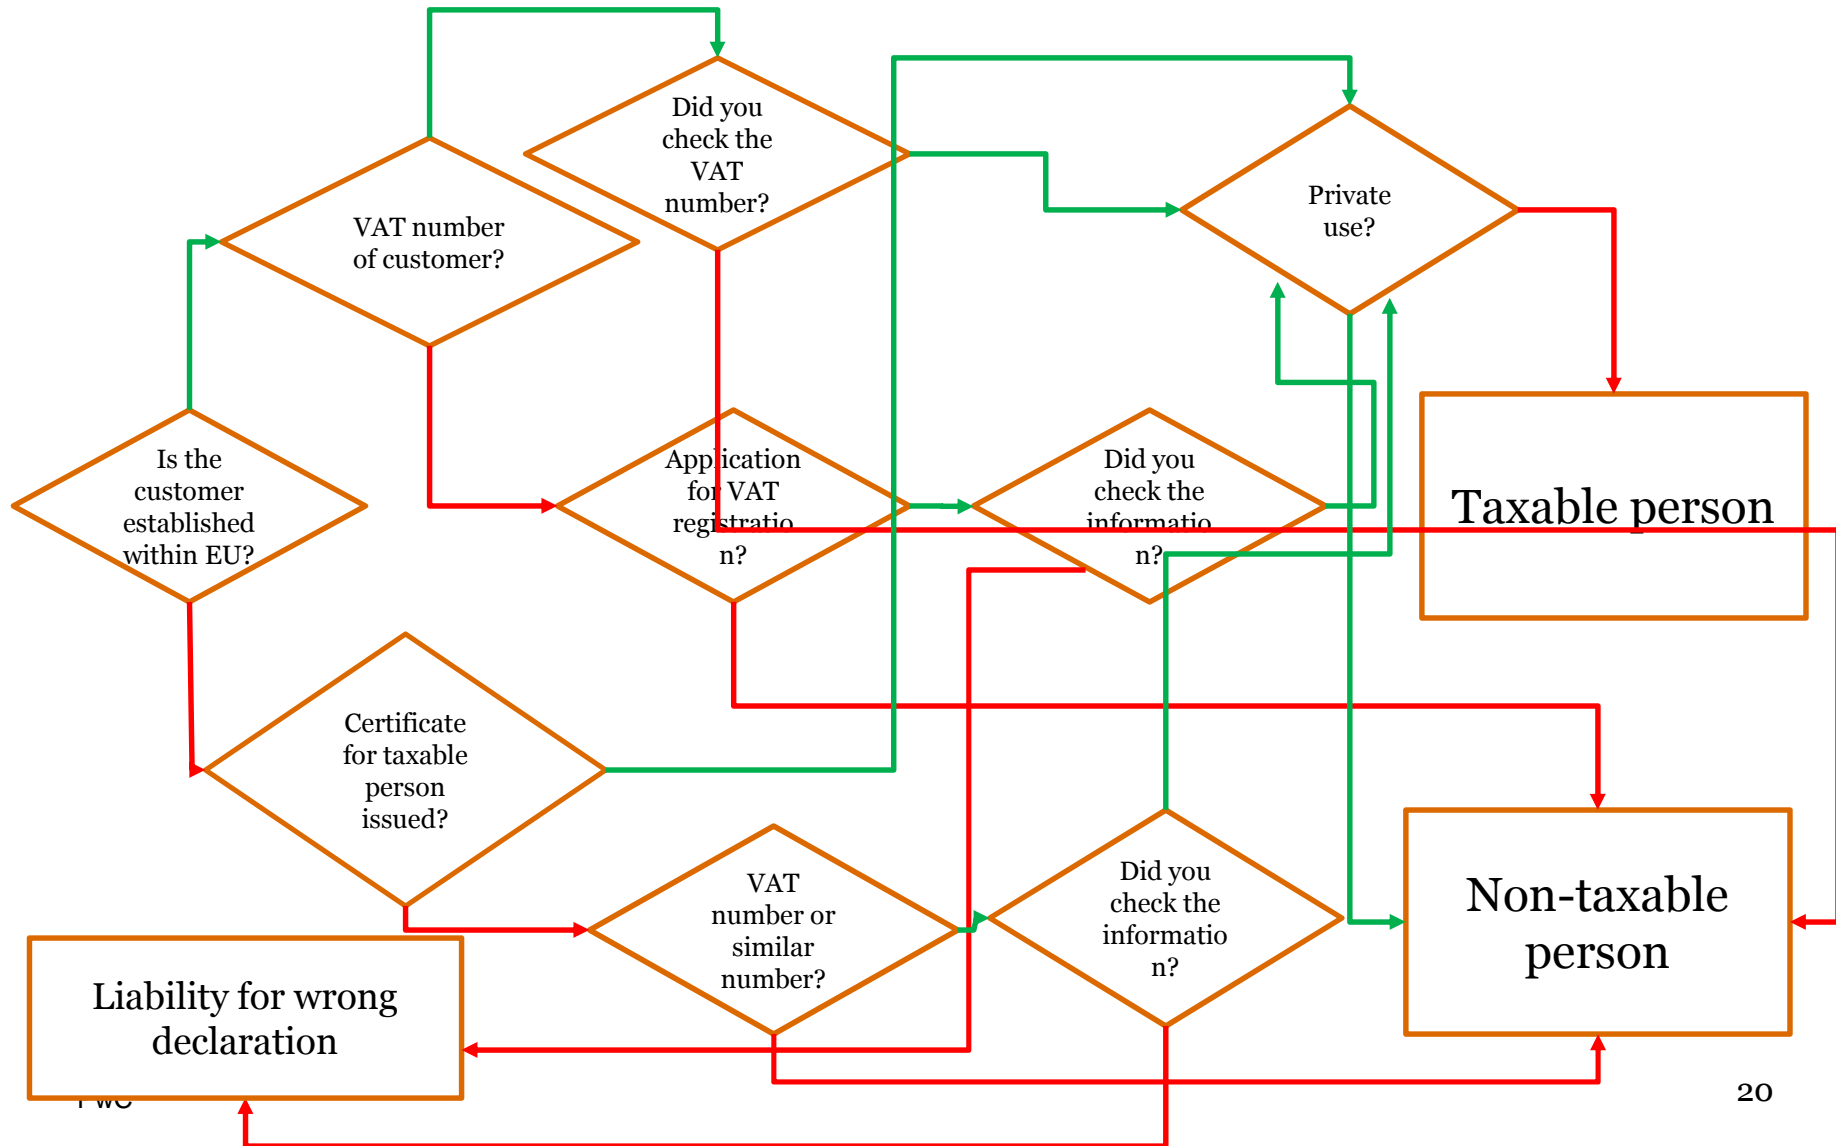 Did you
check the
VAT
number?
VAT number
of customer?
Private
use?
Is the
customer
established
within EU?
Application
for VAT
registratio
n?
Did you
check the
informatio
n?
Taxable person
Certificate
for taxable
person
issued?
VAT
number or
similar
number?
Did you
check the
informatio
n?
Non-taxable
person
Liability for wrong
declaration
20